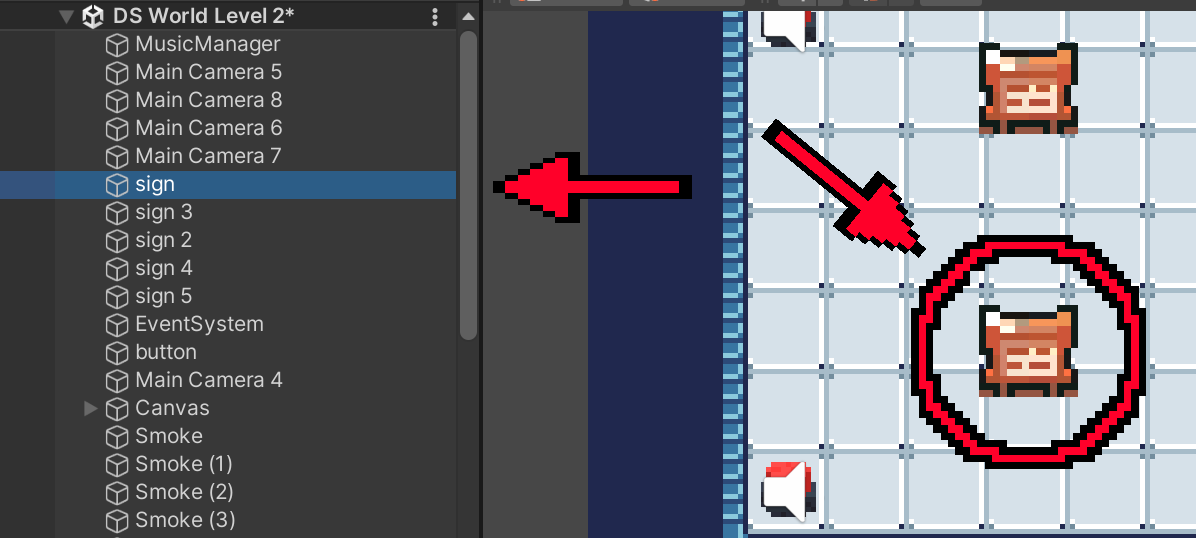 DS World Level 2*
MusicManager
Main Camera 5
Main Camera 8
Main Camera 6
Main Camera 7
sign
sign 3
sign 2
sign 4
sign 5
EventSystem
button
Main Camera 4
Canvas
Smoke
Smoke (1)
Smoke (2)
Smoke (3)